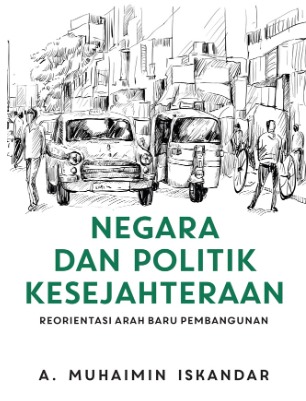 NEGARA
DAN POLITIK
KESEJAHTERAAN
REORIENTASI ARAH BARU PEMBANGUNAN
A. MUHAIMIN ISKANDAR